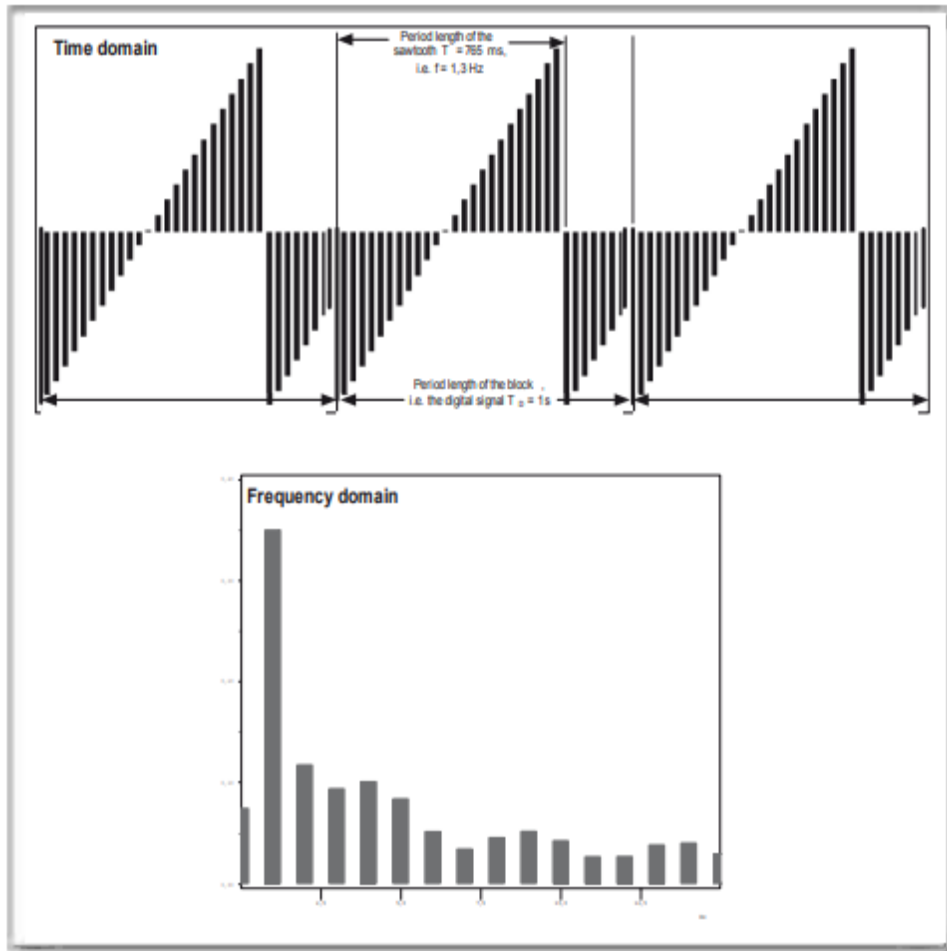 Time domain
Period length of the
sawtooth T = 765 ms,
i.e. f = 1,3 Hz
Period length of the block ,
i.e. the digital signal T D = 1s
Frequency domain